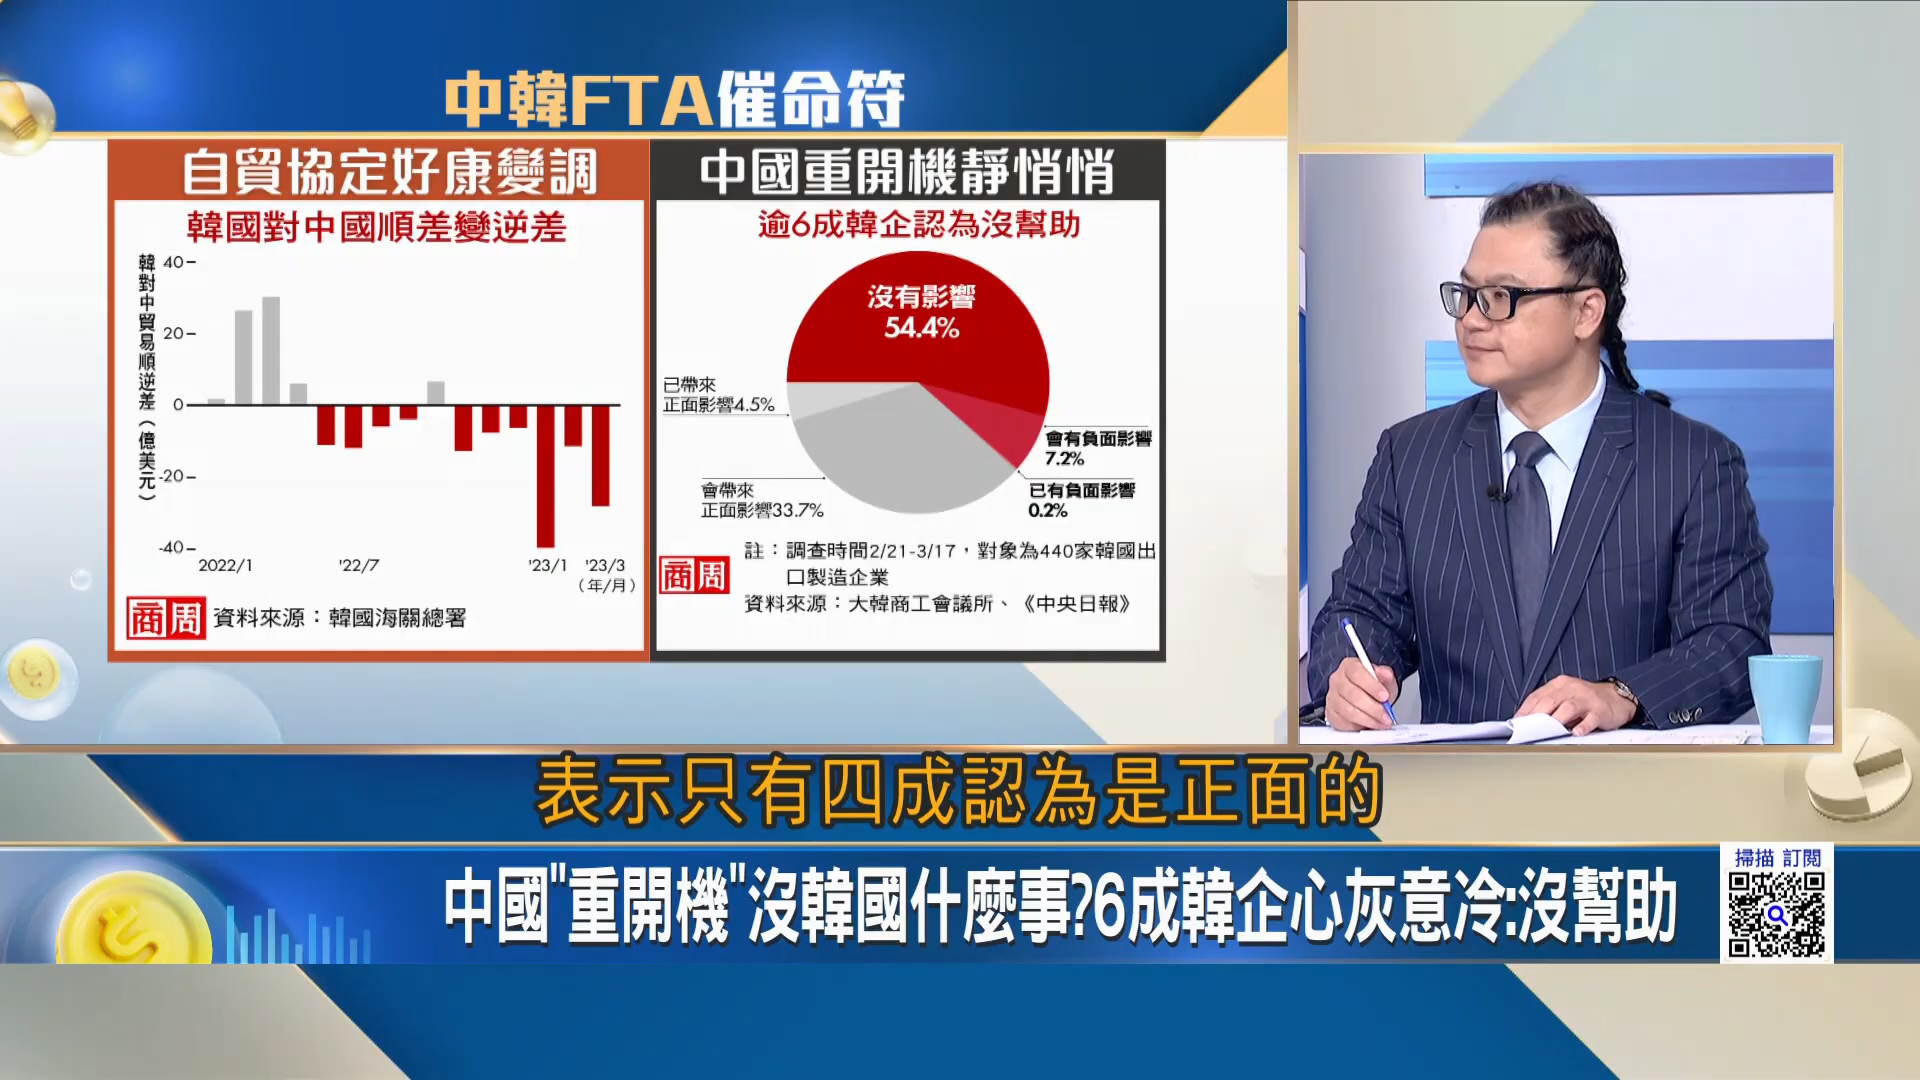 中韓FTA催命符
自貿協定好康變調
韓國對中國順差變逆差
韓對中貿易順逆差（億美元）
40
20
0
-20
-40
2022/1
'22/7
'23/1
'23/3
（年/月）
商周
資料來源：韓國海關總署
中國重開機靜悄悄
逾6成韓企認為沒幫助
沒有影響
54.4%
已帶來
正面影響4.5%
會有負面影響
7.2%
會帶來
正面影響33.7%
已有負面影響
0.2%
註：調查時間2/21-3/17，對象為440家韓國出
口製造企業
商周
資料來源：大韓商工會議所、《中央日報》
表示只有四成認為是正面的
中國"重開機"沒韓國什麼事?6成韓企心灰意冷:沒幫助
掃描 訂閱